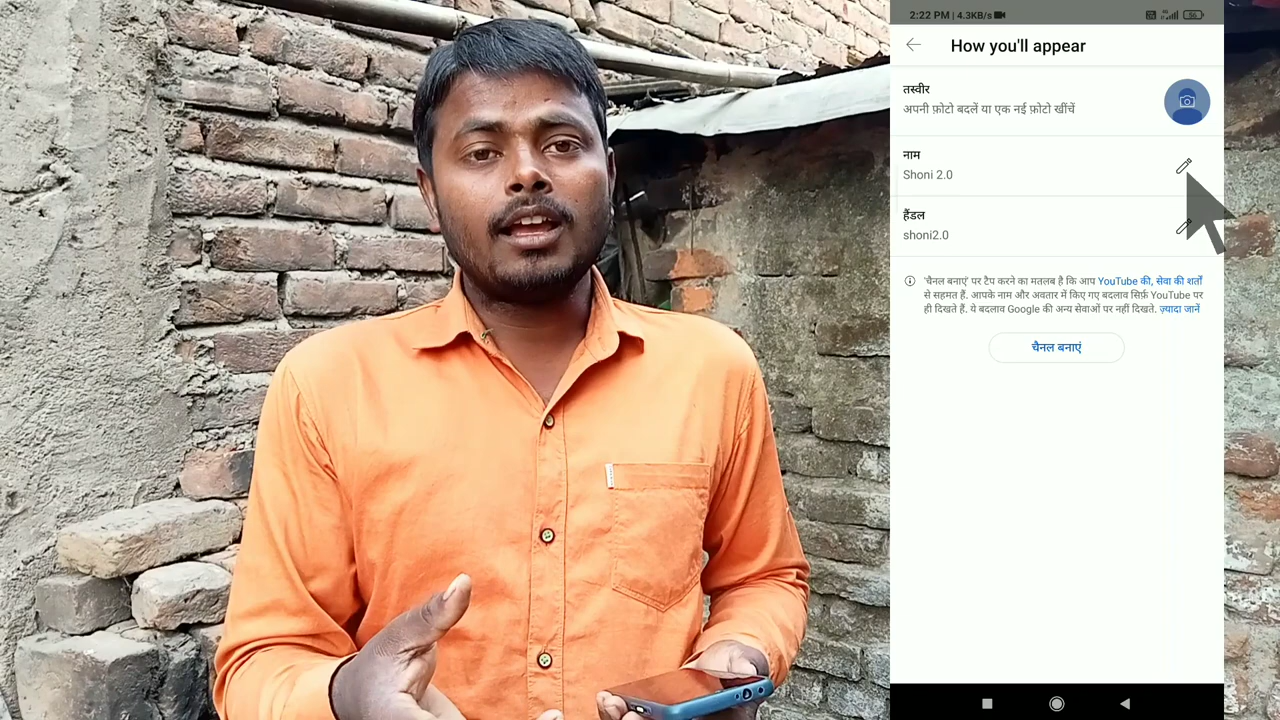 2:22 PM | 4.3KB/s
56
How you'll appear
तस्वीर
अपनी फ़ोटो बदलें या एक नई फ़ोटो खींचें
नाम
Shoni 2.0
हैंडल
shoni2.0
'चैनल बनाएं' पर टैप करने का मतलब है कि आप YouTube की, सेवा की शर्तों
से सहमत हैं. आपके नाम और अवतार में किए गए बदलाव सिर्फ़ YouTube पर
ही दिखते हैं. ये बदलाव Google की अन्य सेवाओं पर नहीं दिखते. ज़्यादा जानें
चैनल बनाएं